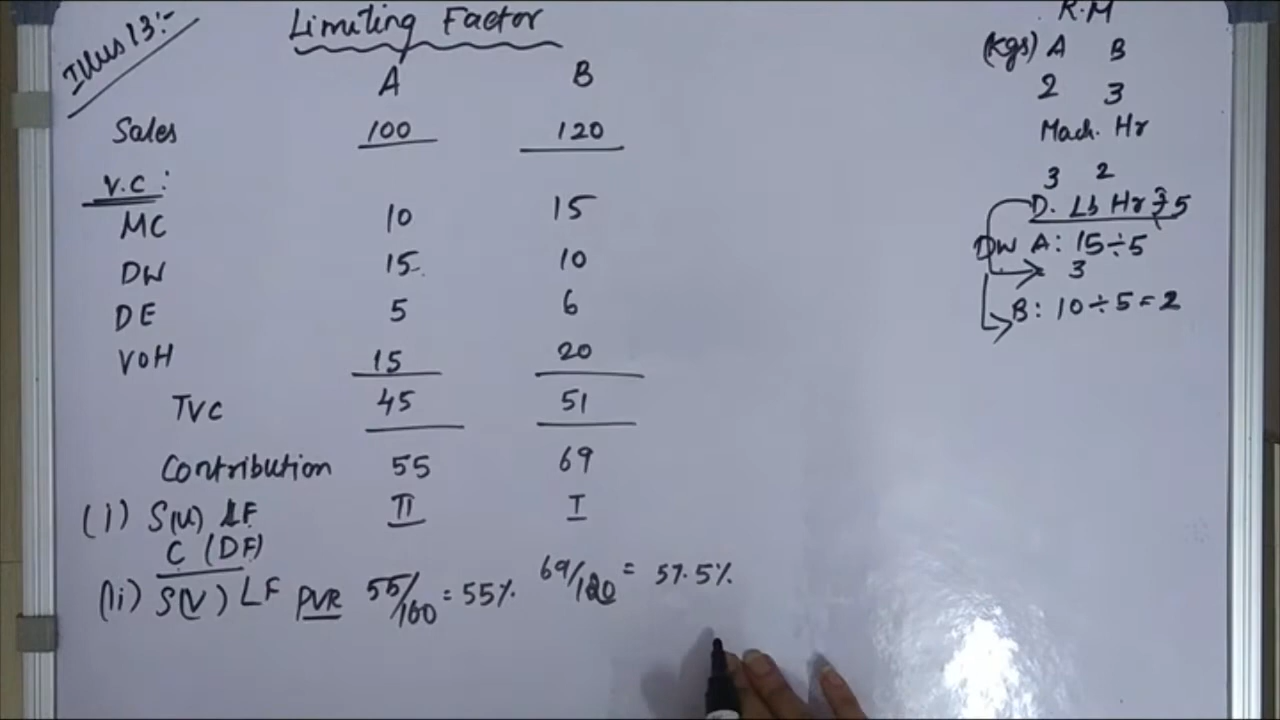 Illus 13:-
Limiting Factor
A B
Sales 100 120
V.C :
MC 10 15
DW 15 10
DE 5 6
VOH 15 20
TVC 45 51
Contribution 55 69
(i) S(U) LF II I
C (DF)
(ii) S(V) LF PVR 55/100 = 55% 69/120 = 57.5%
R.M
(kgs) A B
2 3
Mach. Hr
3 2
D. Lb Hr ₹5
DW A: 15÷5
3
B: 10÷5=2